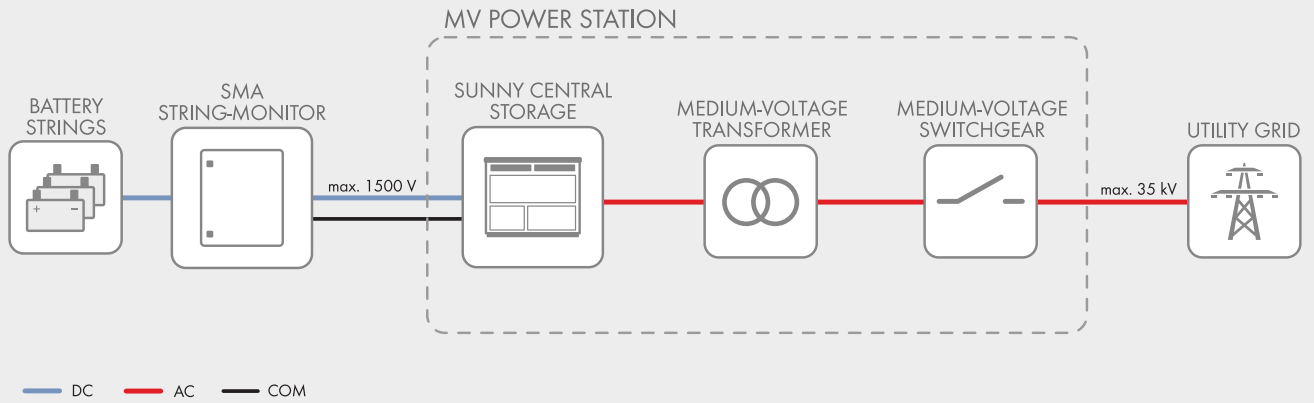 MV POWER STATION
BATTERY
STRINGS
SMA
STRING-MONITOR
max. 1500 V
SUNNY CENTRAL
STORAGE
MEDIUM-VOLTAGE
TRANSFORMER
MEDIUM-VOLTAGE
SWITCHGEAR
max. 35 kV
UTILITY GRID
+ −
DC
AC
COM